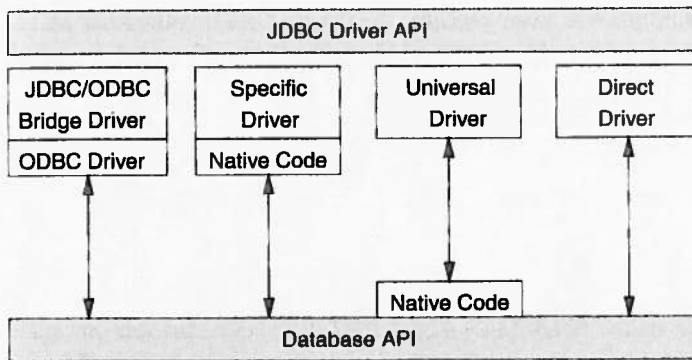 JDBC Driver API
JDBC/ODBC
Bridge Driver
ODBC Driver
Specific
Driver
Native Code
Universal
Driver
Direct
Driver
Native Code
Database API